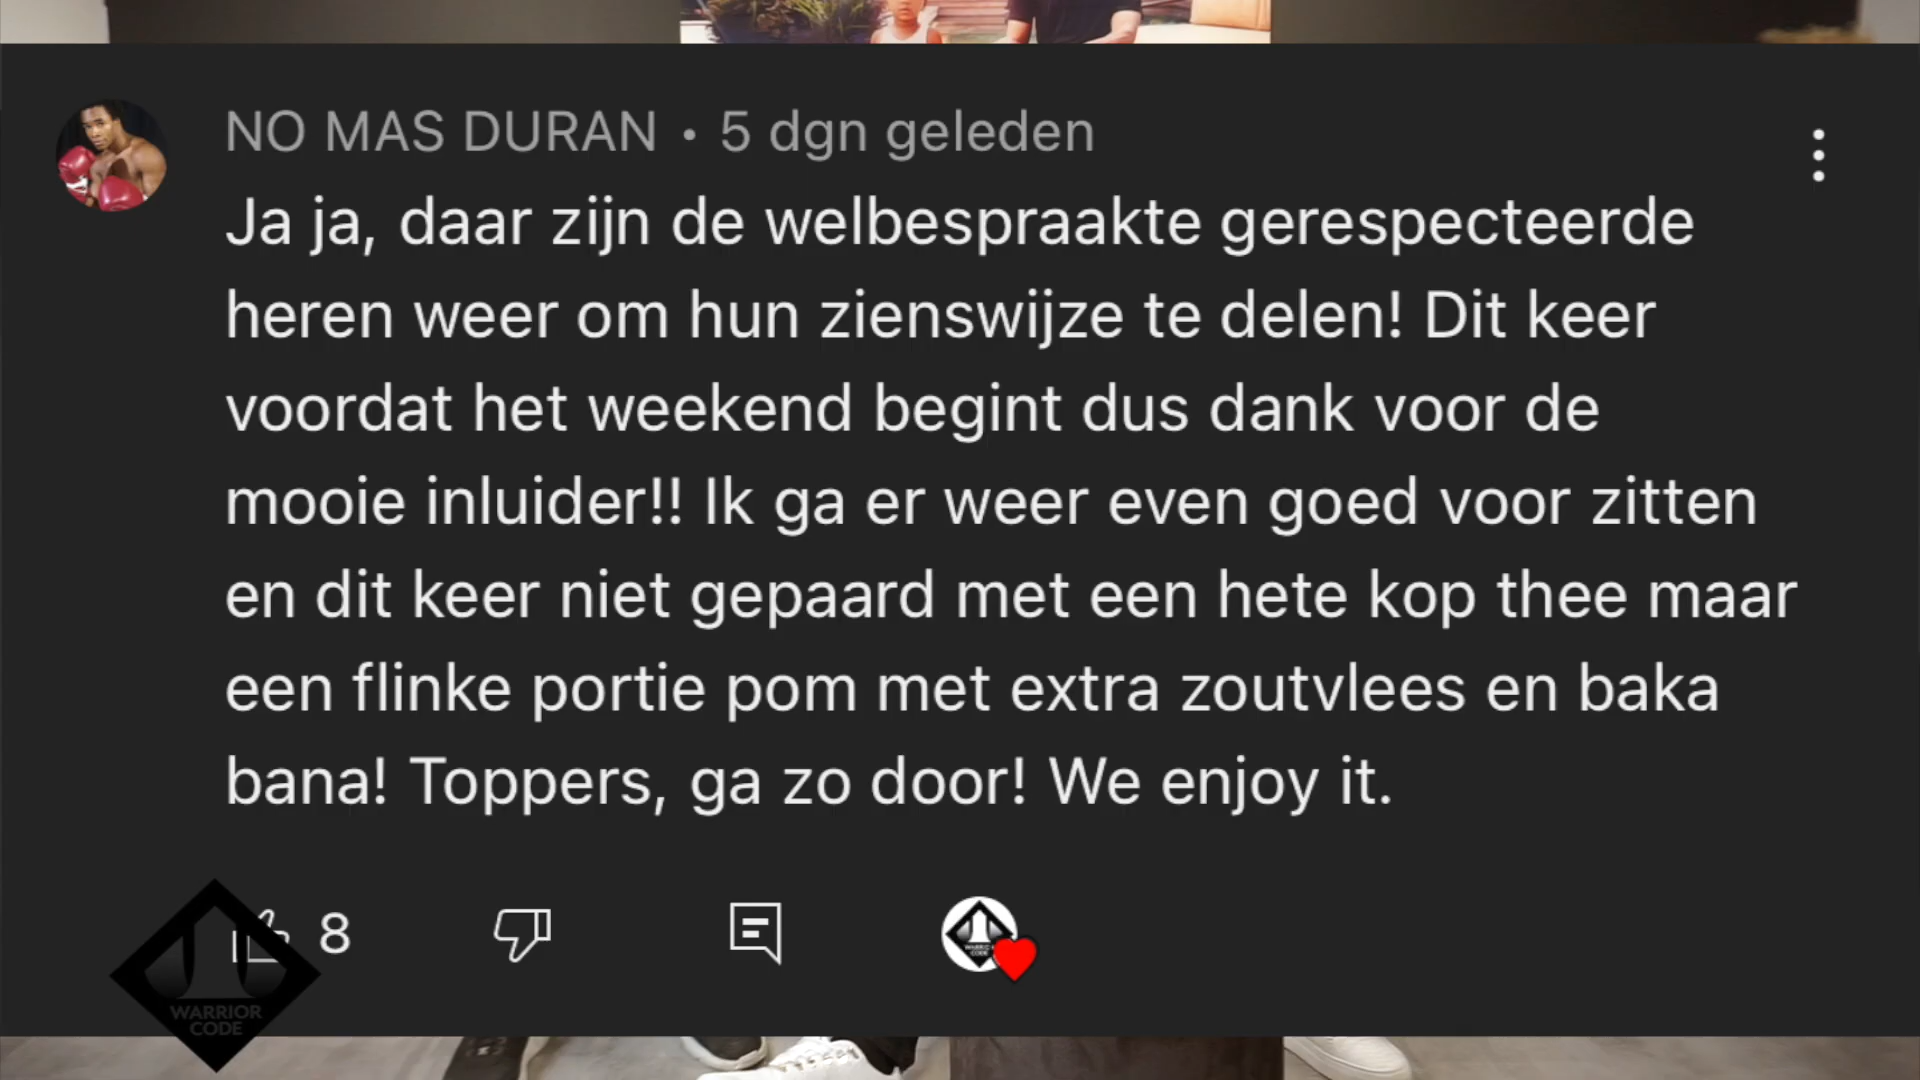 NO MAS DURAN • 5 dgn geleden
Ja ja, daar zijn de welbespraakte gerespecteerde
heren weer om hun zienswijze te delen! Dit keer
voordat het weekend begint dus dank voor de
mooie inluider!! Ik ga er weer even goed voor zitten
en dit keer niet gepaard met een hete kop thee maar
een flinke portie pom met extra zoutvlees en baka
bana! Toppers, ga zo door! We enjoy it.
8
WARRIOR
CODE
WARRIOR
CODE